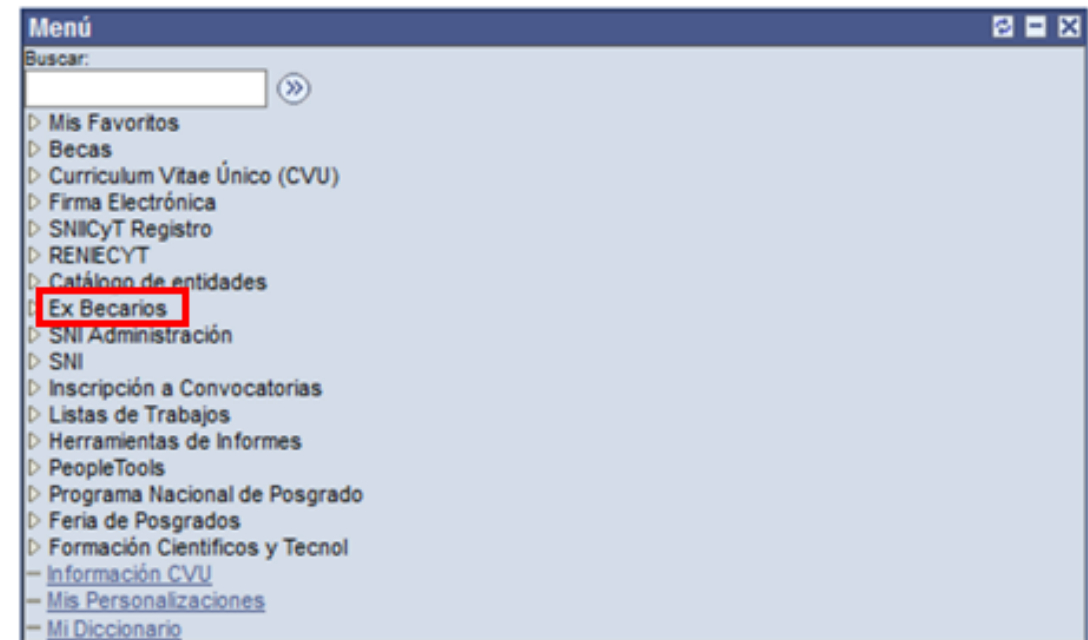 Menú
Buscar:
Mis Favoritos
Becas
Curriculum Vitae Único (CVU)
Firma Electrónica
SNIICyT Registro
RENIECYT
Catálogo de entidades
Ex Becarios
SNI Administración
SNI
Inscripción a Convocatorias
Listas de Trabajos
Herramientas de Informes
PeopleTools
Programa Nacional de Posgrado
Feria de Posgrados
Formación Cientificos y Tecnol
Información CVU
Mis Personalizaciones
Mi Diccionario